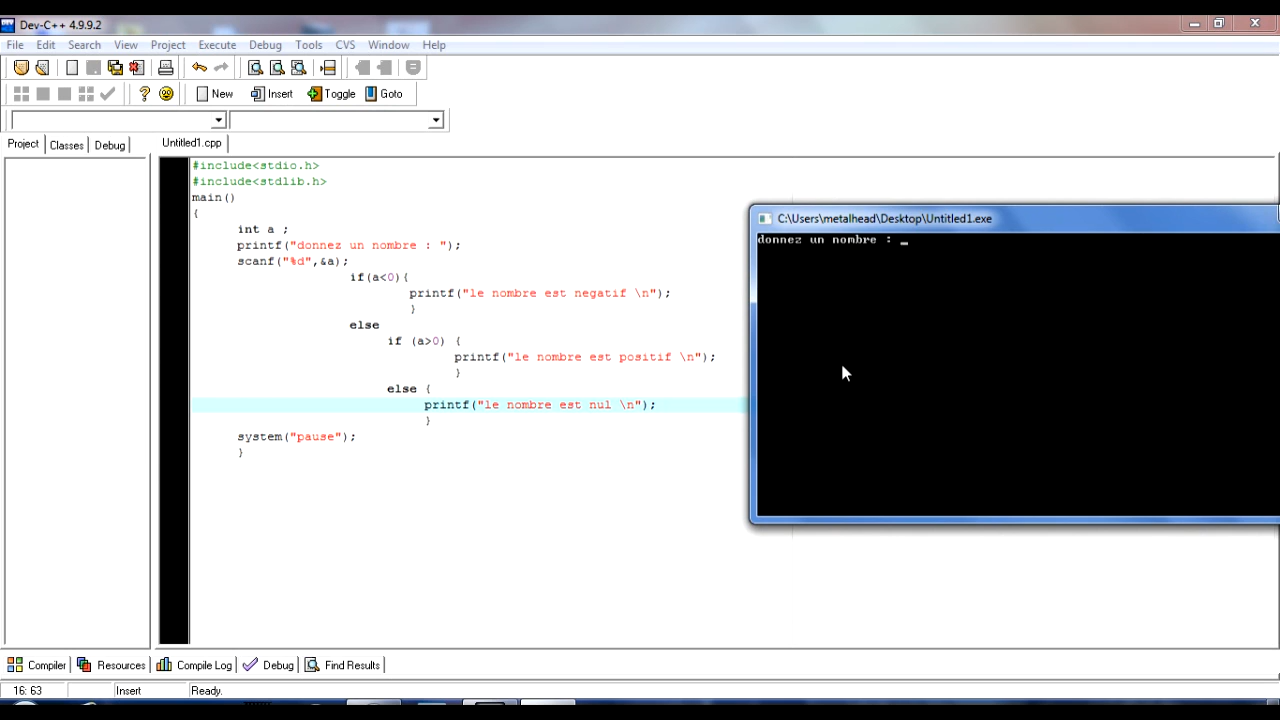 Dev-C++ 4.9.9.2
File Edit Search View Project Execute Debug Tools CVS Window Help
New Insert Toggle Goto
Project Classes Debug Untitled1.cpp
#include<stdio.h>
#include<stdlib.h>
main()
{
int a ;
printf("donnez un nombre : ");
scanf("%d",&a);
if(a<0){
printf("le nombre est negatif \n");
}
else
if (a>0) {
printf("le nombre est positif \n");
}
else {
printf("le nombre est nul \n");
}
system("pause");
}
C:\Users\metalhead\Desktop\Untitled1.exe
donnez un nombre : _
Compiler Resources Compile Log Debug Find Results
16: 63 Insert Ready.